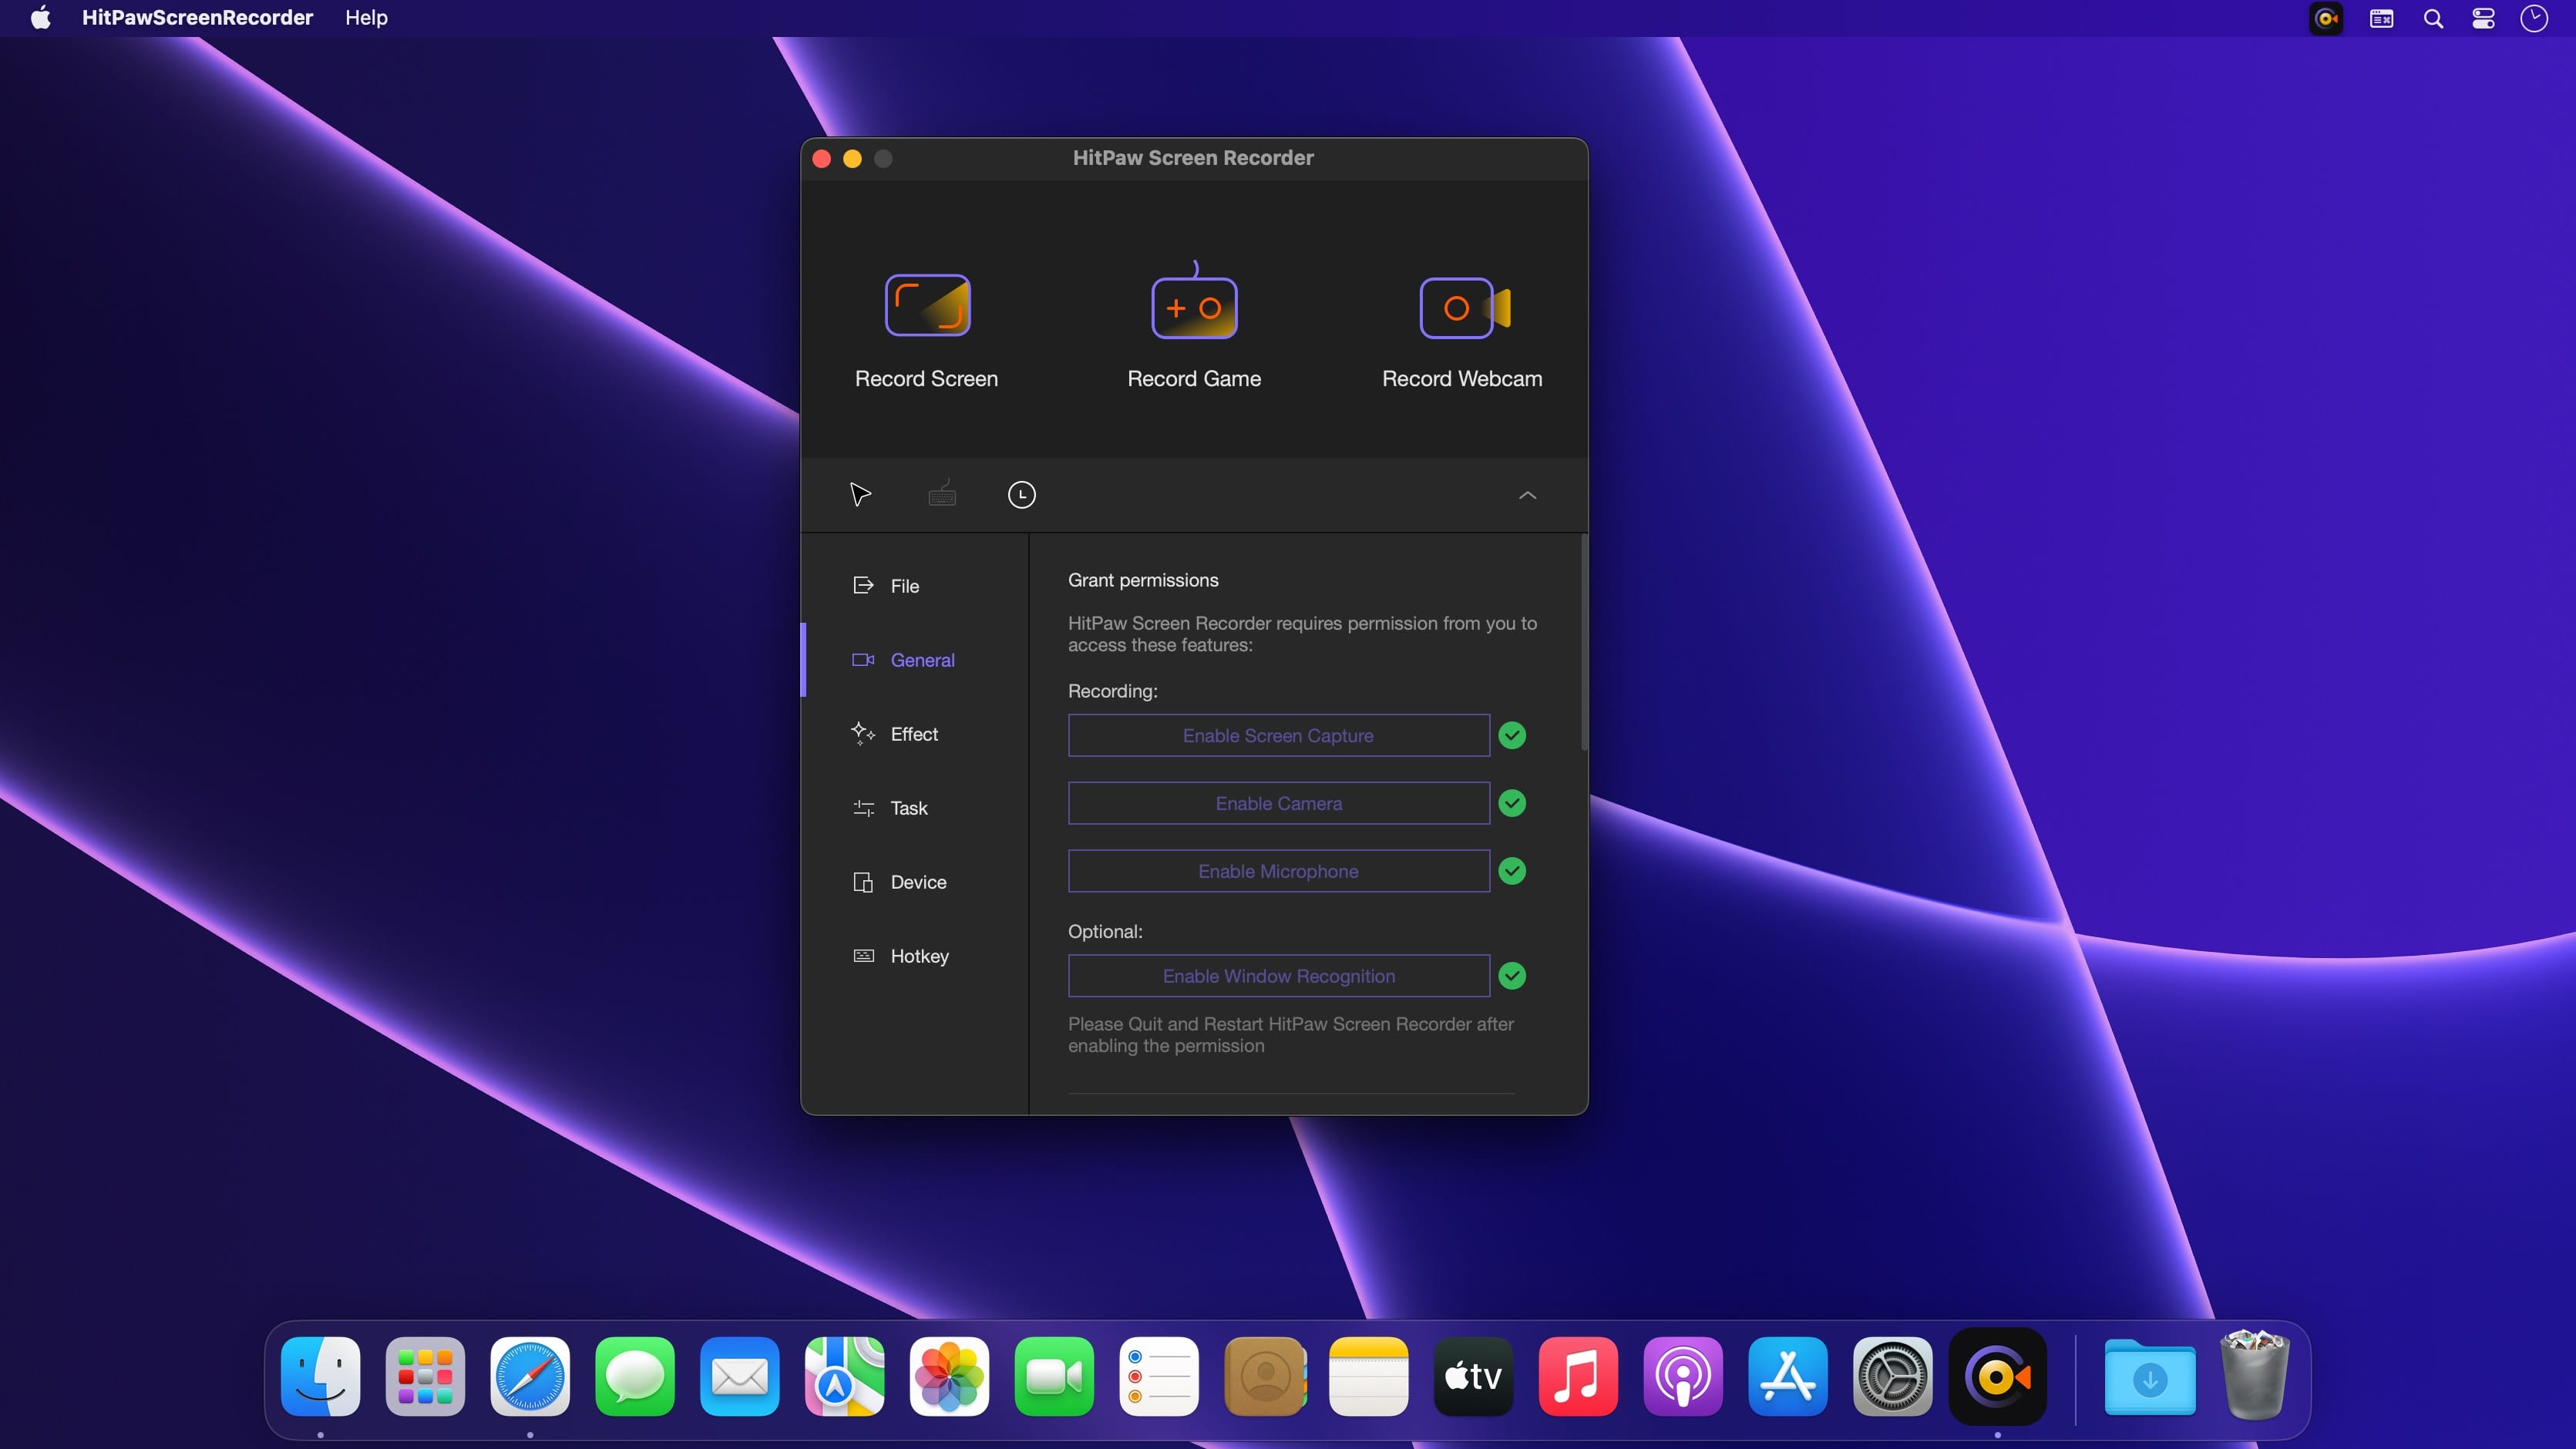 HitPawScreenRecorder Help
HitPaw Screen Recorder
Record Screen
Record Game
Record Webcam
File
General
Effect
Task
Device
Hotkey
Grant permissions
HitPaw Screen Recorder requires permission from you to
access these features:
Recording:
Enable Screen Capture
Enable Camera
Enable Microphone
Optional:
Enable Window Recognition
Please Quit and Restart HitPaw Screen Recorder after
enabling the permission
tv